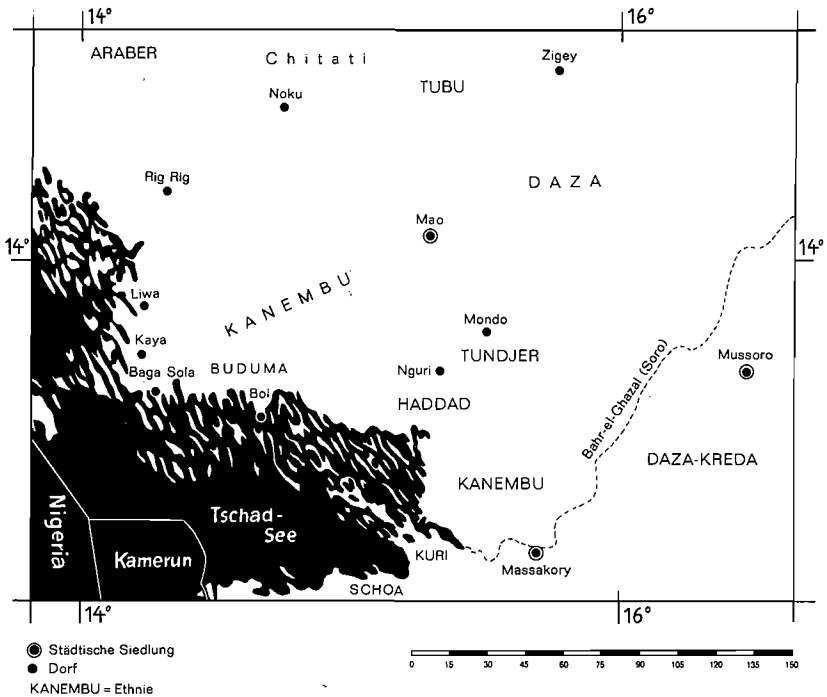 14°
16°
ARABER
Chitati
Zigey
TUBU
Noku
Rig Rig
DAZA
Mao
14°
14°
Liwa
KANEMBU
Mondo
Kaya
TUNDJER
Baga Sola
BUDUMA
Nguri
Mussoro
Bol
HADDAD
Bahr-el-Ghazal (Soro)
DAZA-KREDA
KANEMBU
Nigeria
Tschad-
See
Kamerun
KURI
Massakory
SCHOA
14°
16°
Städtische Siedlung
Dorf
KANEMBU = Ethnie
0 15 30 45 60 75 90 105 120 135 150